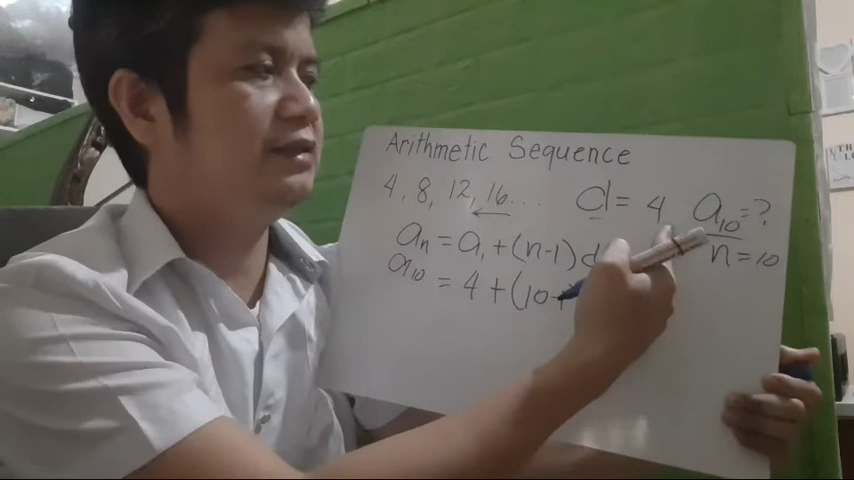 Arithmetic Sequence
4, 8, 12, 16... d = 4 a₁₀ = ?
aₙ = a₁ + (n-1)d n = 10
a₁₀ = 4 + (10-